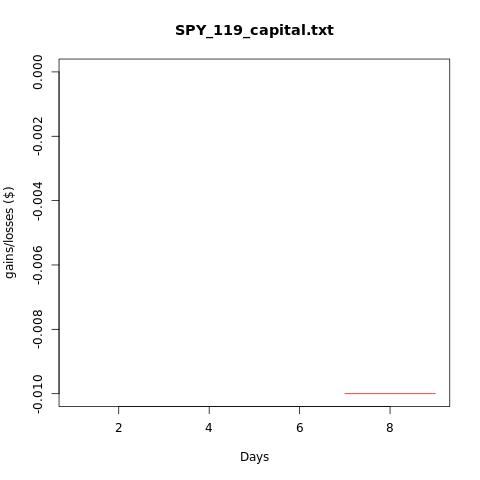 SPY_119_capital.txt
gains/losses ($)
0.000
-0.002
-0.004
-0.006
-0.008
-0.010
2 4 6 8
Days